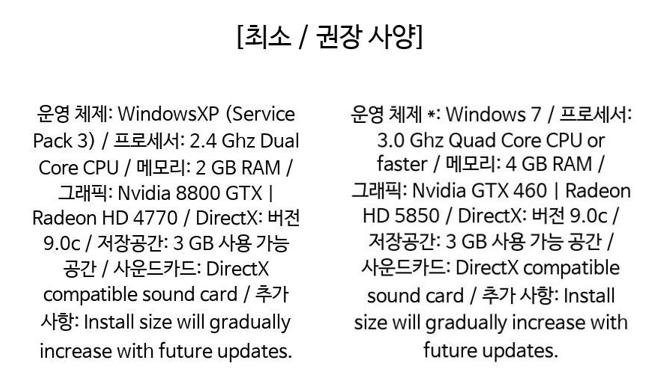 [최소 / 권장 사양]
운영 체제: WindowsXP (Service
Pack 3) / 프로세서: 2.4 Ghz Dual
Core CPU / 메모리: 2 GB RAM /
그래픽: Nvidia 8800 GTX |
Radeon HD 4770 / DirectX: 버전
9.0c / 저장공간: 3 GB 사용 가능
공간 / 사운드카드: DirectX
compatible sound card / 추가
사항: Install size will gradually
increase with future updates.
운영 체제 *: Windows 7 / 프로세서:
3.0 Ghz Quad Core CPU or
faster / 메모리: 4 GB RAM /
그래픽: Nvidia GTX 460 | Radeon
HD 5850 / DirectX: 버전 9.0c /
저장공간: 3 GB 사용 가능 공간 /
사운드카드: DirectX compatible
sound card / 추가 사항: Install
size will gradually increase with
future updates.